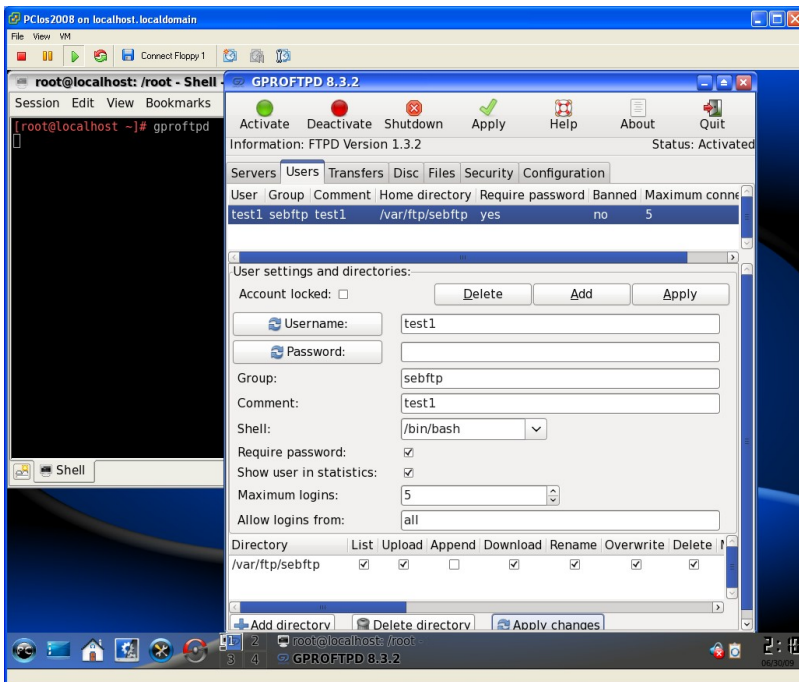 PClos2008 on localhost.localdomain
File View VM
Connect Floppy 1
root@localhost: /root - Shell -
Session Edit View Bookmarks
[root@localhost ~]# gproftpd
Shell
GPROFTPD 8.3.2
Activate Deactivate Shutdown Apply Help About Quit
Information: FTPD Version 1.3.2 Status: Activated
Servers Users Transfers Disc Files Security Configuration
User Group Comment Home directory Require password Banned Maximum conne
test1 sebftp test1 /var/ftp/sebftp yes no 5
User settings and directories:
Account locked: Delete Add Apply
Username: test1
Password:
Group: sebftp
Comment: test1
Shell: /bin/bash
Require password:
Show user in statistics:
Maximum logins: 5
Allow logins from: all
Directory List Upload Append Download Rename Overwrite Delete
/var/ftp/sebftp
Add directory Delete directory Apply changes
1 2 root@localhost: /root -
3 4 GPROFTPD 8.3.2
06/30/09